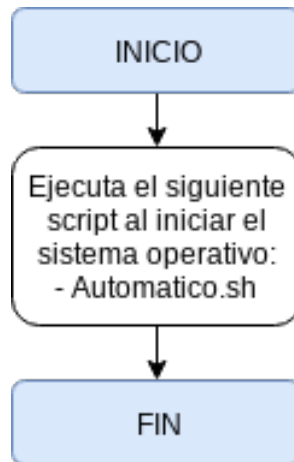 INICIO
Ejecuta el siguiente
script al iniciar el
sistema operativo:
- Automatico.sh
FIN